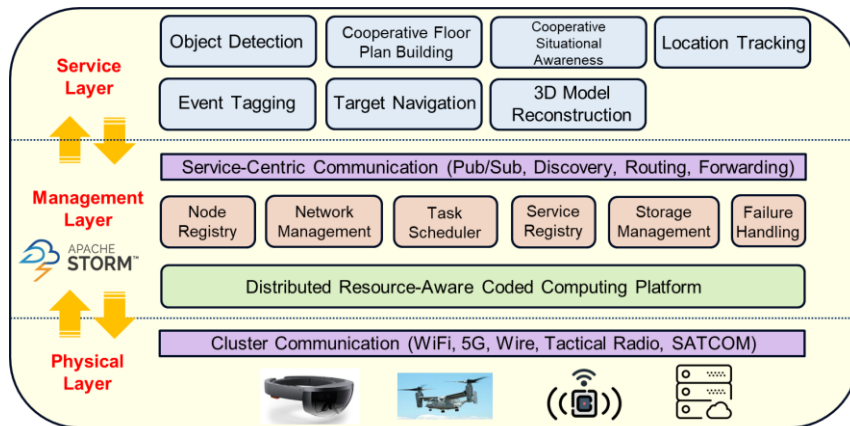 Object Detection
Cooperative Floor
Plan Building
Cooperative
Situational
Awareness
Location Tracking
Service
Layer
Event Tagging
Target Navigation
3D Model
Reconstruction
Service-Centric Communication (Pub/Sub, Discovery, Routing, Forwarding)
Management
Layer
Node
Registry
Network
Management
Task
Scheduler
Service
Registry
Storage
Management
Failure
Handling
APACHE
STORM™
Distributed Resource-Aware Coded Computing Platform
Cluster Communication (WiFi, 5G, Wire, Tactical Radio, SATCOM)
Physical
Layer